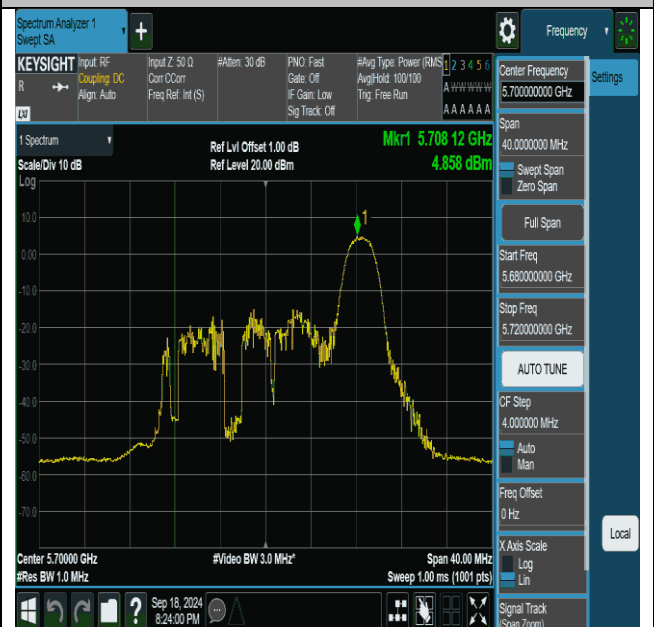 Spectrum Analyzer 1
Swept SA
+
Frequency
KEYSIGHT
R
LXI
Input: RF
Coupling: DC
Align: Auto
Input Z: 50 Ω
Corr CCorr
Freq Ref: Int (S)
#Atten: 30 dB
PNO: Fast
Gate: Off
IF Gain: Low
Sig Track: Off
#Avg Type: Power (RMS
Avg|Hold: 100/100
Trig: Free Run
1 2 3 4 5 6
A W W W W W
A A A A A A
Center Frequency
5.700000000 GHz
Settings
Span
40.0000000 MHz
Swept Span
Zero Span
Full Span
Start Freq
5.680000000 GHz
Stop Freq
5.720000000 GHz
AUTO TUNE
CF Step
4.000000 MHz
Auto
Man
Freq Offset
0 Hz
X Axis Scale
Log
Lin
Signal Track
(Span Zoom)
Local
1 Spectrum
Scale/Div 10 dB
Log
Ref Lvl Offset 1.00 dB
Ref Level 20.00 dBm
Mkr1 5.708 12 GHz
4.858 dBm
1
10.0
0.00
-10.0
-20.0
-30.0
-40.0
-50.0
-60.0
-70.0
Center 5.70000 GHz
#Res BW 1.0 MHz
#Video BW 3.0 MHz*
Span 40.00 MHz
Sweep 1.00 ms (1001 pts)
?
Sep 18, 2024
8:24:00 PM